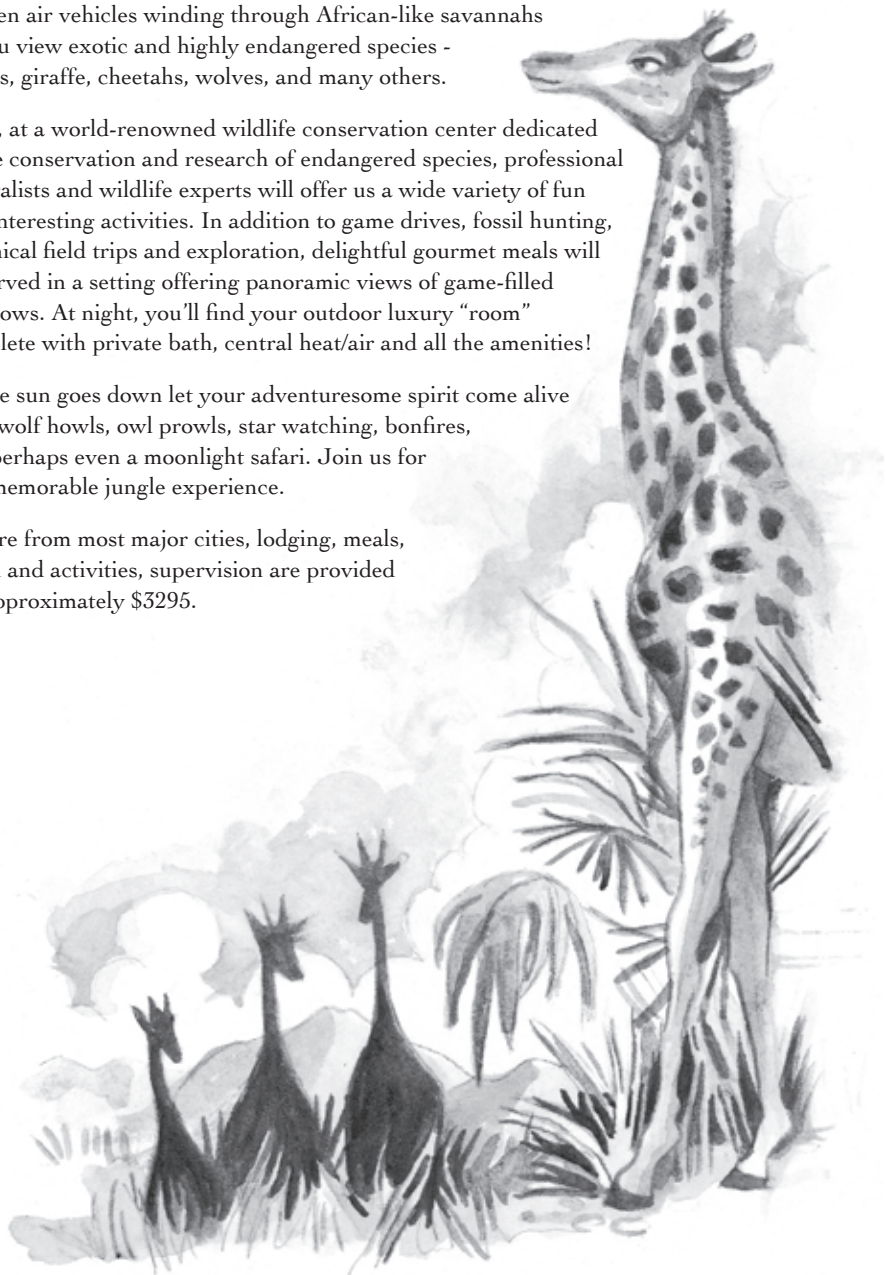 en air vehicles winding through African-like savannahs
u view exotic and highly endangered species -
s, giraffe, cheetahs, wolves, and many others.
, at a world-renowned wildlife conservation center dedicated
e conservation and research of endangered species, professional
alists and wildlife experts will offer us a wide variety of fun
nteresting activities. In addition to game drives, fossil hunting,
ical field trips and exploration, delightful gourmet meals will
rved in a setting offering panoramic views of game-filled
ows. At night, you’ll find your outdoor luxury “room”
lete with private bath, central heat/air and all the amenities!
e sun goes down let your adventuresome spirit come alive
wolf howls, owl prowls, star watching, bonfires,
perhaps even a moonlight safari. Join us for
memorable jungle experience.
re from most major cities, lodging, meals,
and activities, supervision are provided
pproximately $3295.